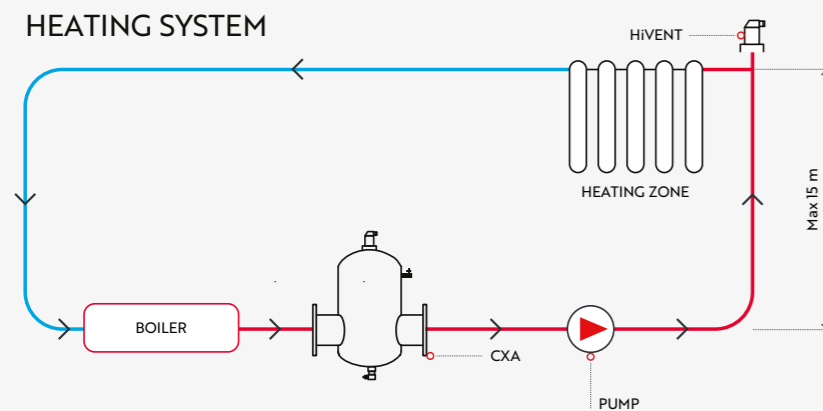 HEATING SYSTEM
HiVENT
HEATING ZONE
Max 15 m
BOILER
CXA
PUMP